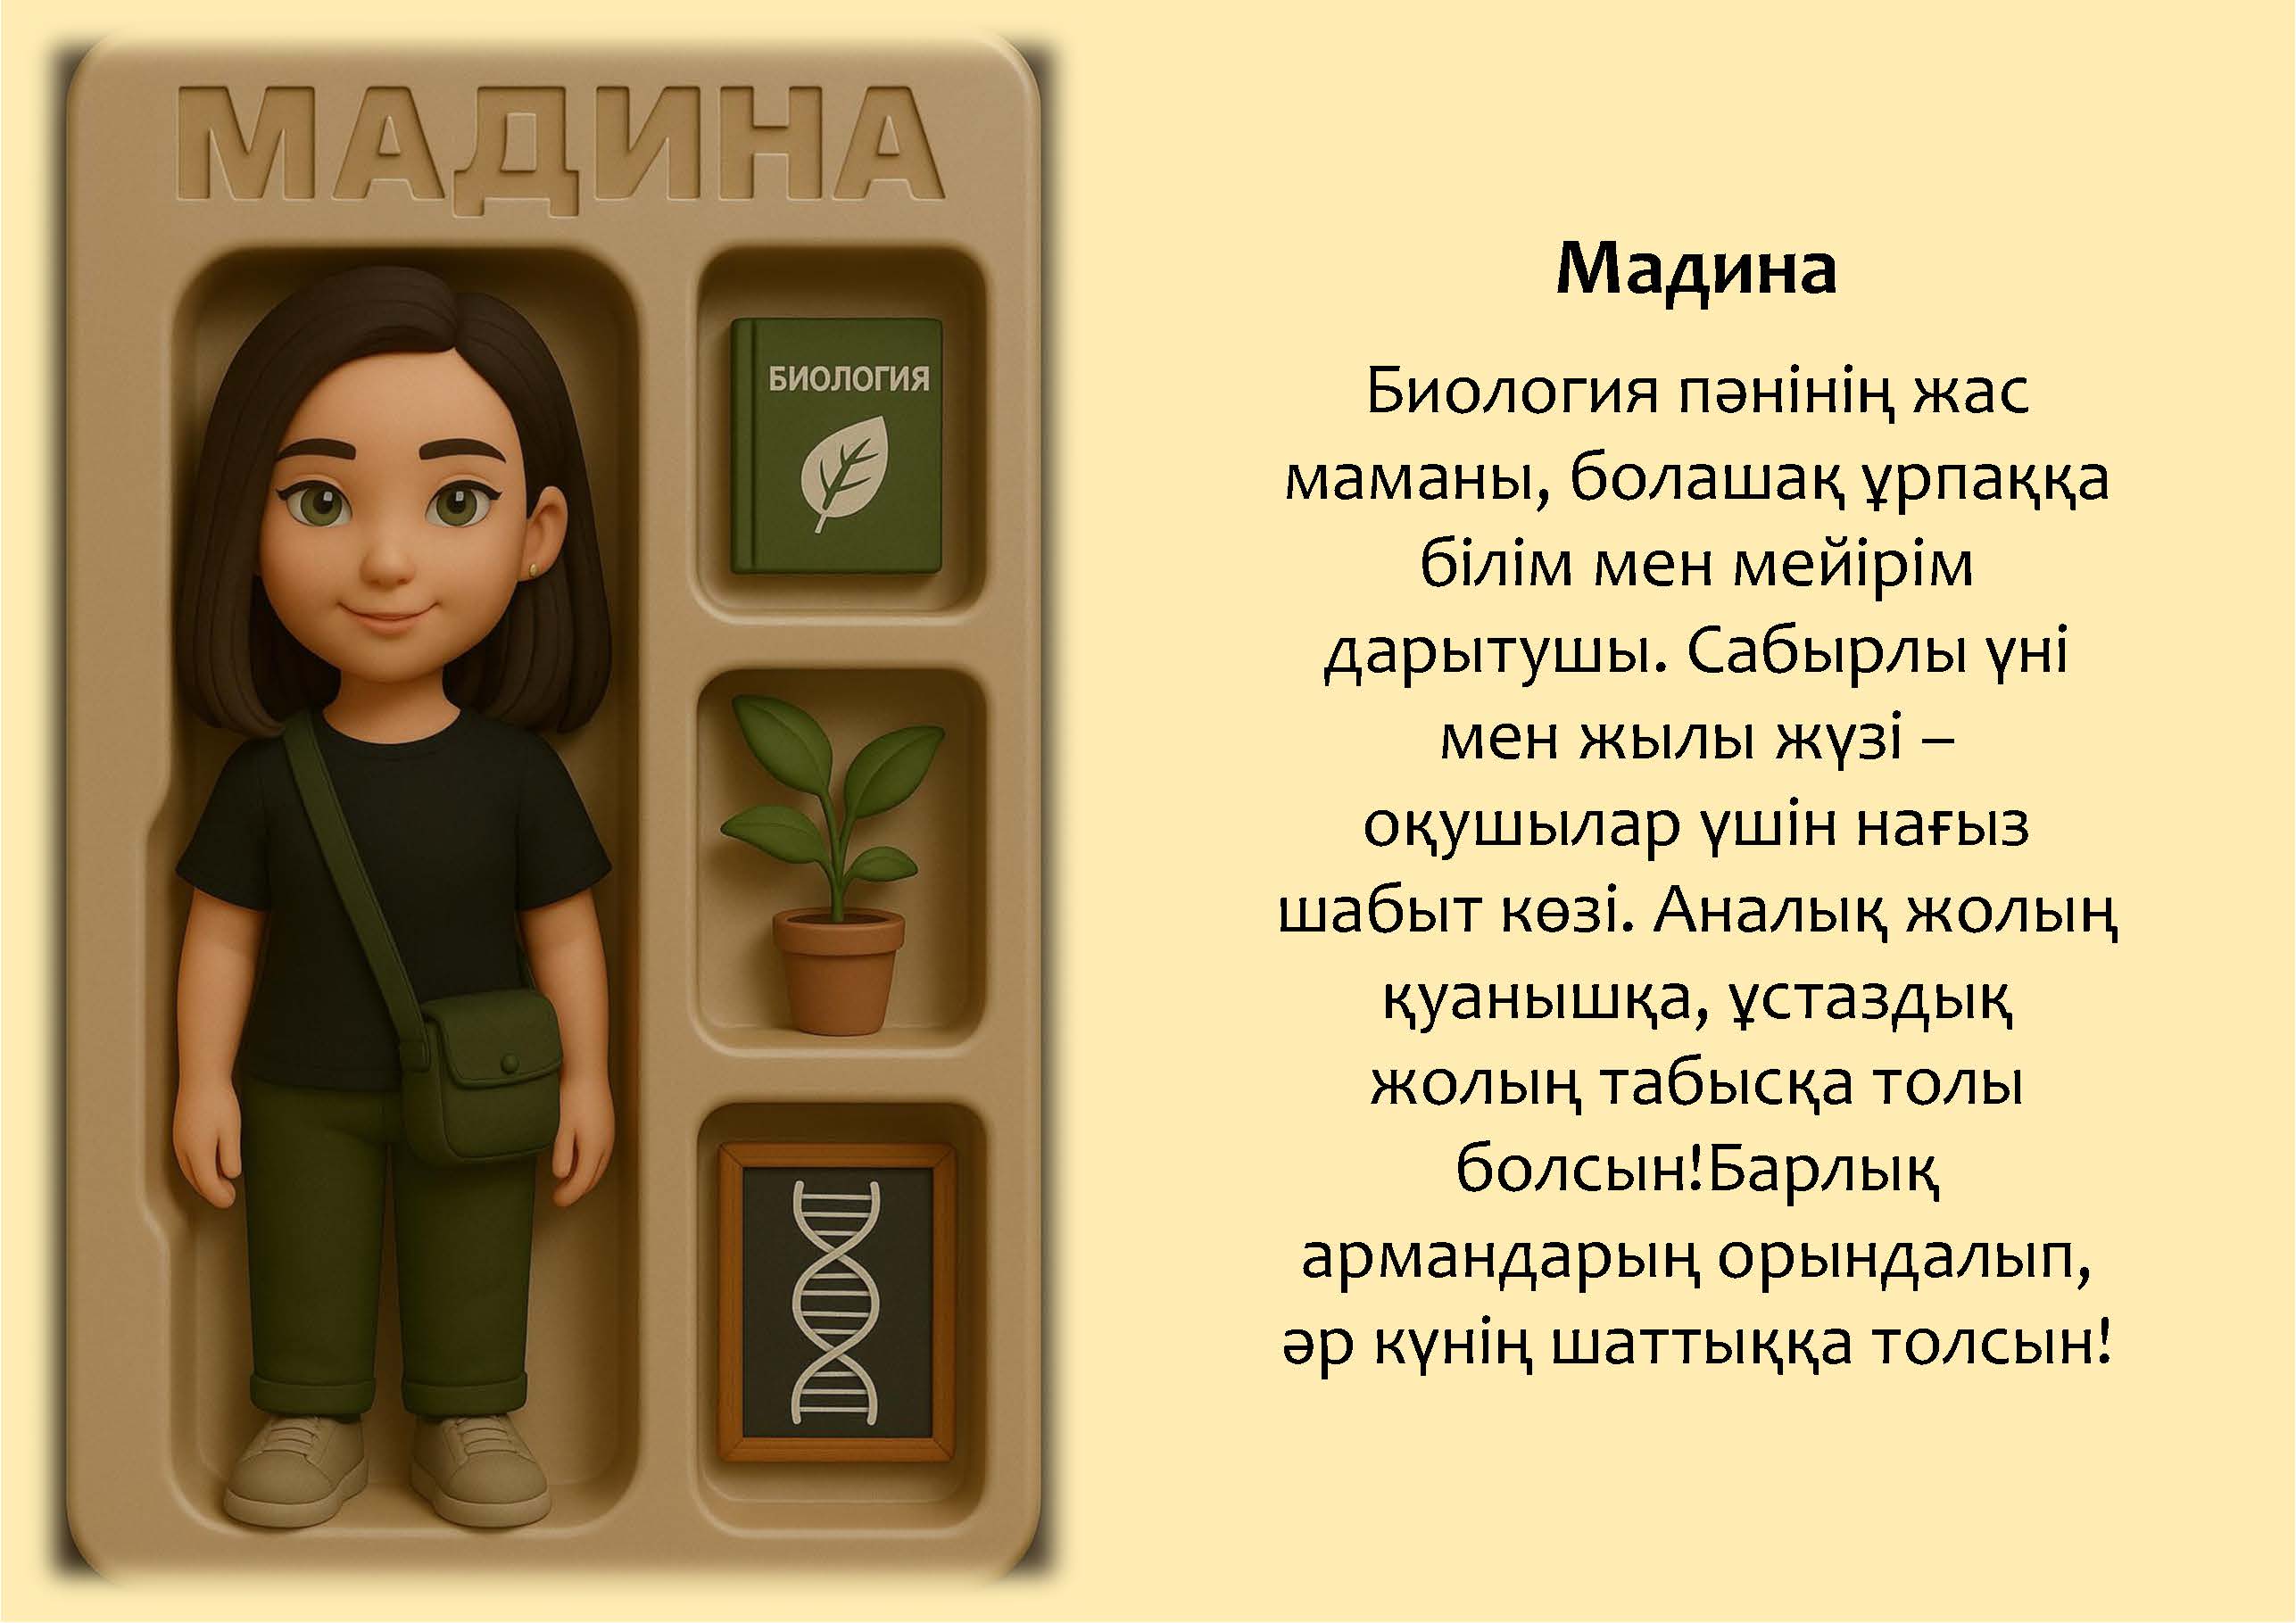 МАДИНА
БИОЛОГИЯ
Мадина
Биология пәнінің жас
маманы, болашақ ұрпаққа
білім мен мейірім
дарытушы. Сабырлы үні
мен жылы жүзі –
оқушылар үшін нағыз
шабыт көзі. Аналық жолың
қуанышқа, ұстаздық
жолың табысқа толы
болсын!Барлық
армандарың орындалып,
әр күнің шаттыққа толсын!